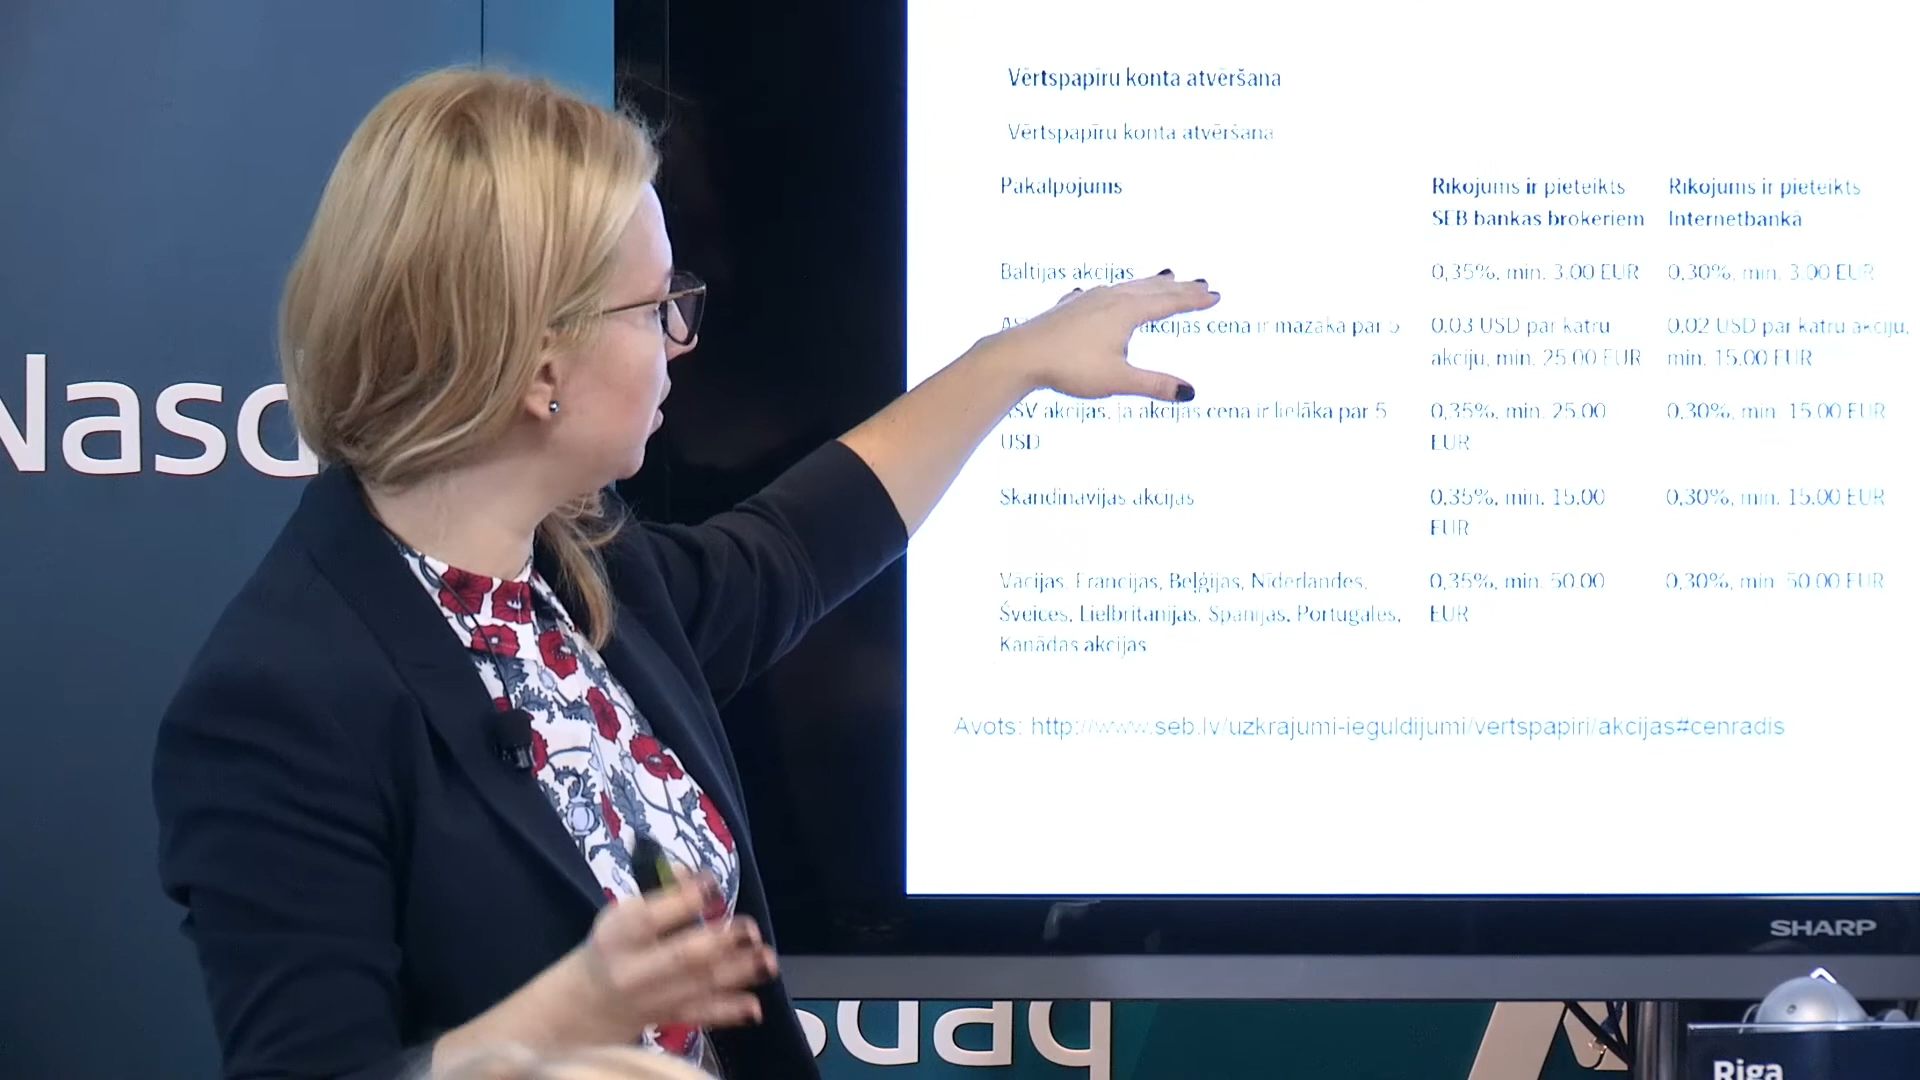 Vērtspapīru konta atvēršana
Vērtspapīru konta atvēršana
Pakalpojums
Rīkojums ir pieteikts
SEB bankas brokeriem
Rīkojums ir pieteikts
Internetbankā
Baltijas akcijas
0,35%, min. 3.00 EUR
0,30%, min. 3.00 EUR
akcijas cena ir mazāka par 5
0.03 USD par katru
akciju, min. 25.00 EUR
0.02 USD par katru akciju,
min. 15.00 EUR
ASV akcijas, ja akcijas cena ir lielāka par 5
USD
0,35%, min. 25.00
EUR
0,30%, min. 15.00 EUR
Skandināvijas akcijas
0,35%, min. 15.00
EUR
0,30%, min. 15.00 EUR
Vācijas, Francijas, Beļģijas, Nīderlandes,
Šveices, Lielbritānijas, Spānijas, Portugāles,
Kanādas akcijas
0,35%, min. 50.00
EUR
0,30%, min. 50.00 EUR
Avots: http://www.seb.lv/uzkrajumi-ieguldijumi/vertspapiri/akcijas#cenradis
SHARP
Nasd
sdaq
Riga